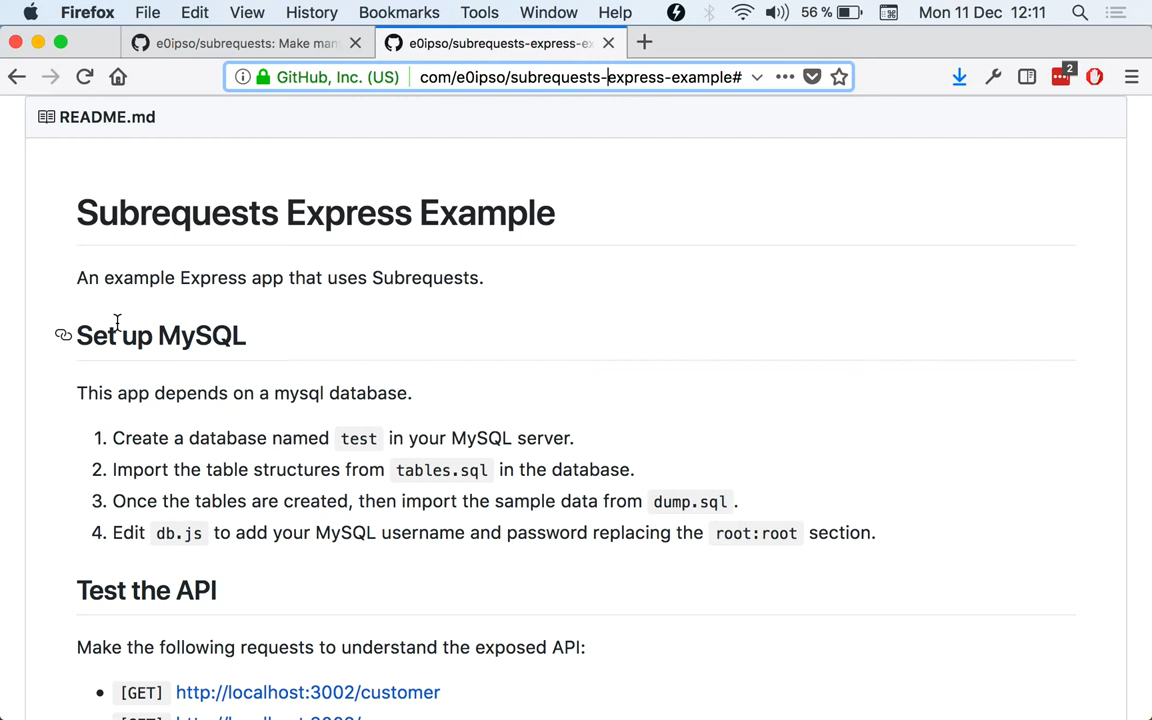 Firefox File Edit View History Bookmarks Tools Window Help 56 % Mon 11 Dec 12:11
e0ipso/subrequests: Make man
e0ipso/subrequests-express-ex
GitHub, Inc. (US) com/e0ipso/subrequests-express-example# 2
README.md
Subrequests Express Example
An example Express app that uses Subrequests.
Set up MySQL
This app depends on a mysql database.
1. Create a database named test in your MySQL server.
2. Import the table structures from tables.sql in the database.
3. Once the tables are created, then import the sample data from dump.sql.
4. Edit db.js to add your MySQL username and password replacing the root:root section.
Test the API
Make the following requests to understand the exposed API:
[GET] http://localhost:3002/customer